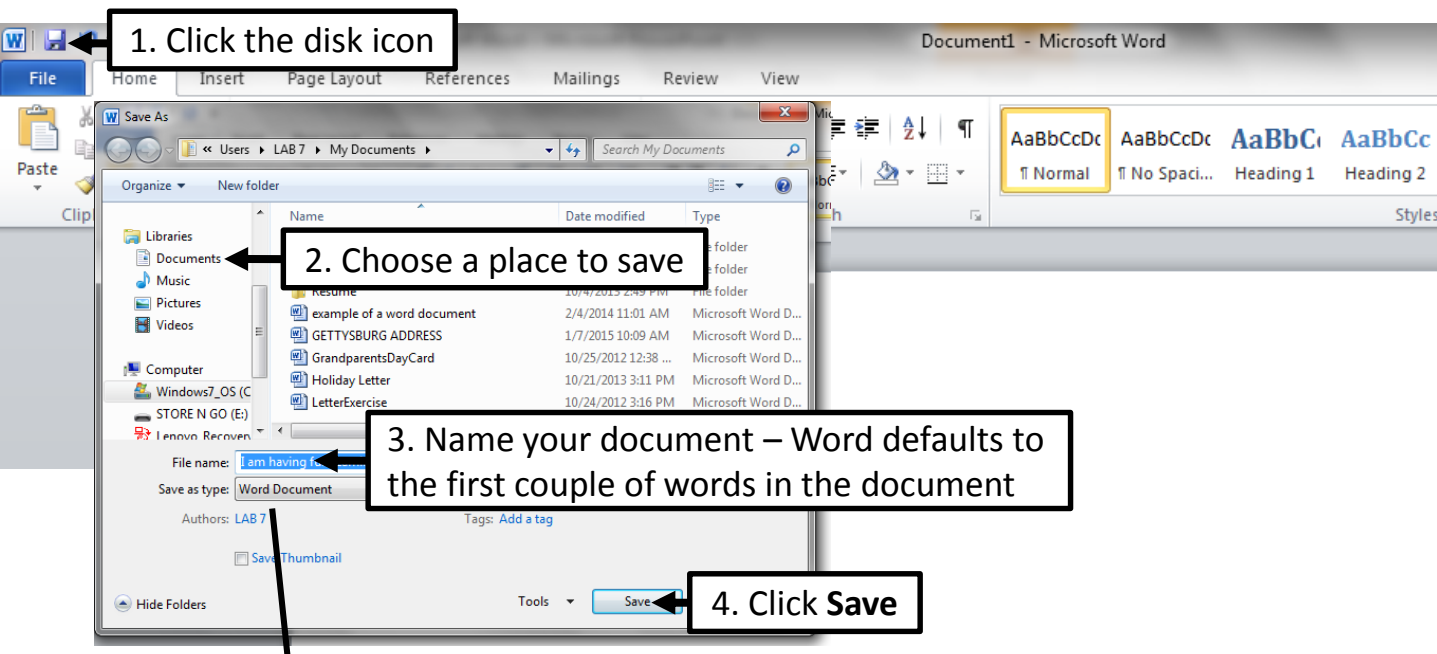 1. Click the disk icon
Document1 - Microsoft Word
File Home Insert Page Layout References Mailings Review View
Save As
Paste
« Users ▸ LAB 7 ▸ My Documents ▸
Search My Documents
AaBbCcDc AaBbCcDc AaBbC AaBbCc
¶ Normal ¶ No Spaci... Heading 1 Heading 2
Organize New folder
Styles
Name Date modified Type
Libraries
Documents
Music
Pictures
Videos
Computer
Windows7_OS (C
STORE N GO (E:)
Lenovo Recovery
2. Choose a place to save
folder
folder
Resume 10/4/2013 2:49 PM File folder
example of a word document 2/4/2014 11:01 AM Microsoft Word D...
GETTYSBURG ADDRESS 1/7/2015 10:09 AM Microsoft Word D...
GrandparentsDayCard 10/25/2012 12:38 ... Microsoft Word D...
Holiday Letter 10/21/2013 3:11 PM Microsoft Word D...
LetterExercise 10/24/2012 3:16 PM Microsoft Word D...
3. Name your document – Word defaults to
the first couple of words in the document
File name: I am having
Save as type: Word Document
Authors: LAB 7 Tags: Add a tag
Save Thumbnail
Hide Folders Tools Save
4. Click Save